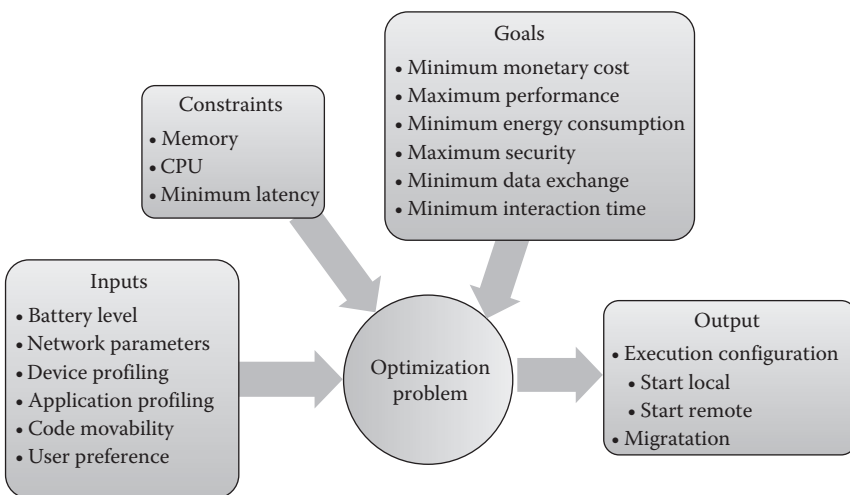 Goals
• Minimum monetary cost
• Maximum performance
• Minimum energy consumption
• Maximum security
• Minimum data exchange
• Minimum interaction time
Constraints
• Memory
• CPU
• Minimum latency
Inputs
• Battery level
• Network parameters
• Device profiling
• Application profiling
• Code movability
• User preference
Optimization
problem
Output
• Execution configuration
• Start local
• Start remote
• Migratation